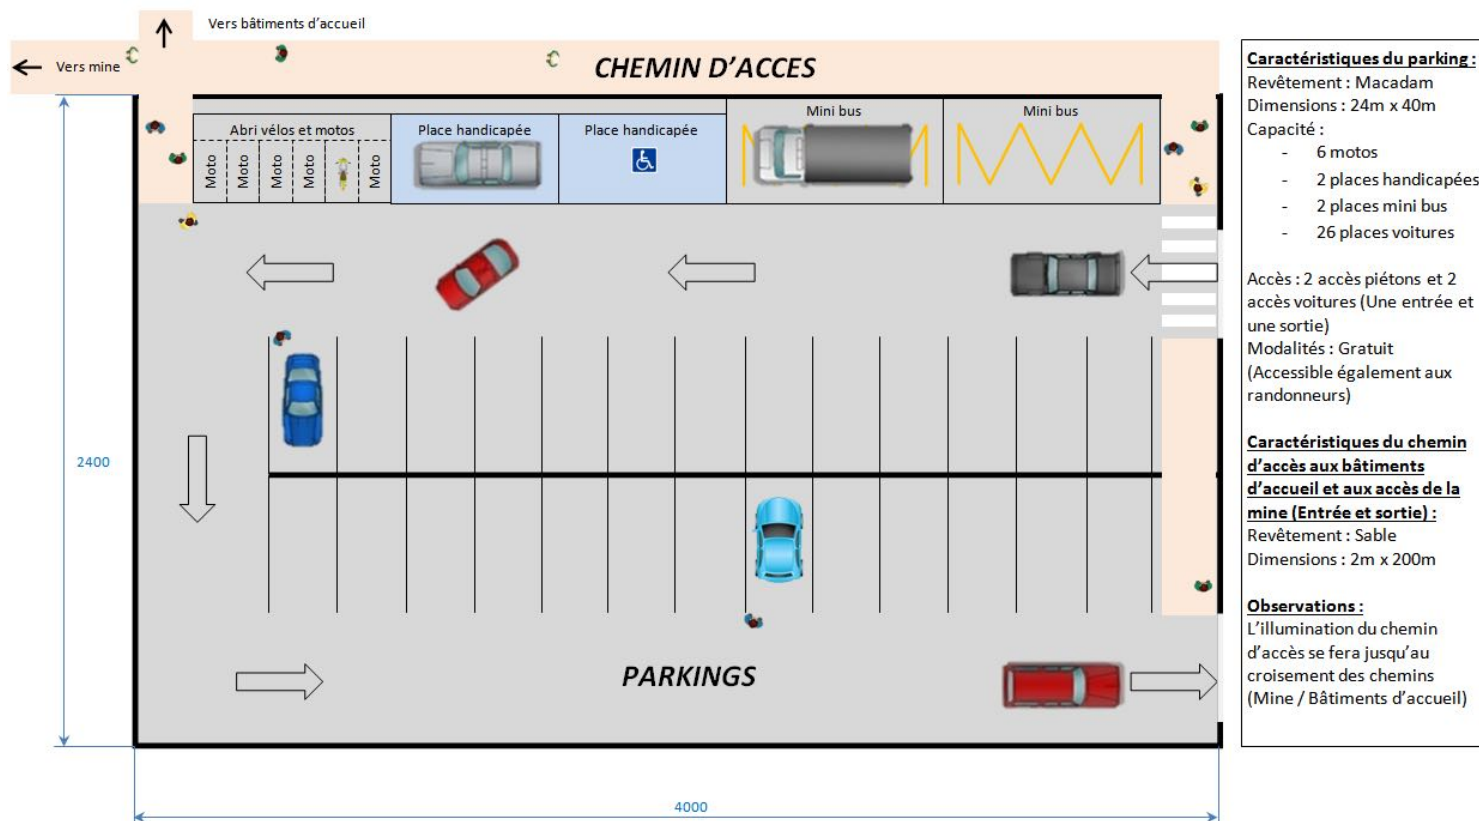 Vers bâtiments d’accueil
Vers mine
CHEMIN D’ACCES
Abri vélos et motos
Moto
Moto
Moto
Moto
Moto
Place handicapée
Place handicapée
Mini bus
Mini bus
2400
PARKINGS
4000
Caractéristiques du parking :
Revêtement : Macadam
Dimensions : 24m x 40m
Capacité :
- 6 motos
- 2 places handicapées
- 2 places mini bus
- 26 places voitures
Accès : 2 accès piétons et 2
accès voitures (Une entrée et
une sortie)
Modalités : Gratuit
(Accessible également aux
randonneurs)
Caractéristiques du chemin
d’accès aux bâtiments
d’accueil et aux accès de la
mine (Entrée et sortie) :
Revêtement : Sable
Dimensions : 2m x 200m
Observations :
L’illumination du chemin
d’accès se fera jusqu’au
croisement des chemins
(Mine / Bâtiments d’accueil)